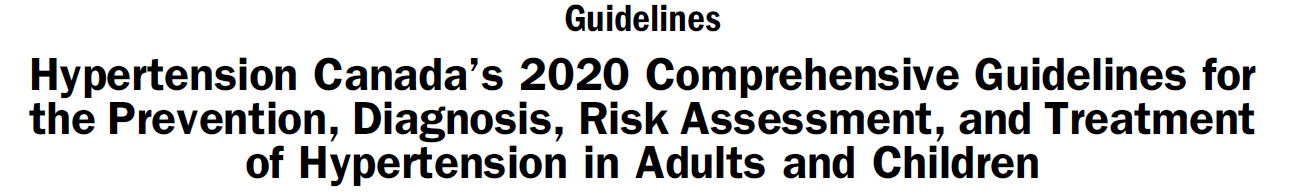 Guidelines
Hypertension Canada’s 2020 Comprehensive Guidelines for
the Prevention, Diagnosis, Risk Assessment, and Treatment
of Hypertension in Adults and Children